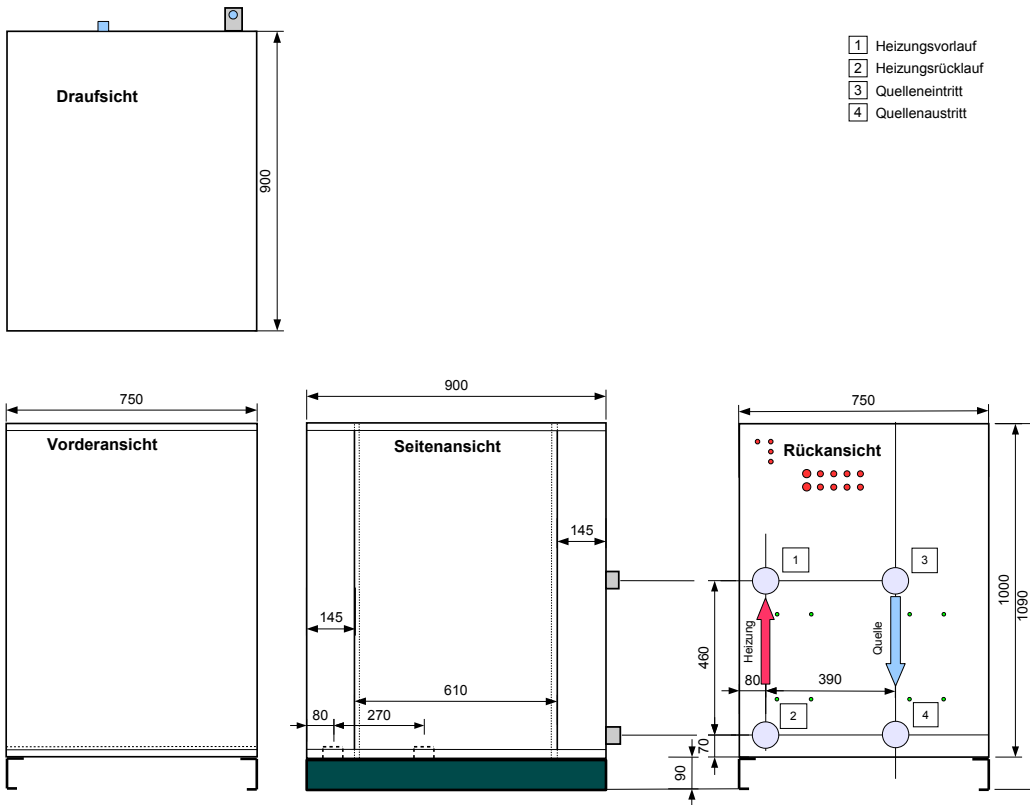 1 Heizungsvorlauf
2 Heizungsrücklauf
3 Quelleneintritt
4 Quellenaustritt
Draufsicht
900
750
900
750
Vorderansicht
Seitenansicht
Rückansicht
145
1
3
1000
1090
145
460
Heizung
Quelle
610
80
390
80
270
2
4
70
90